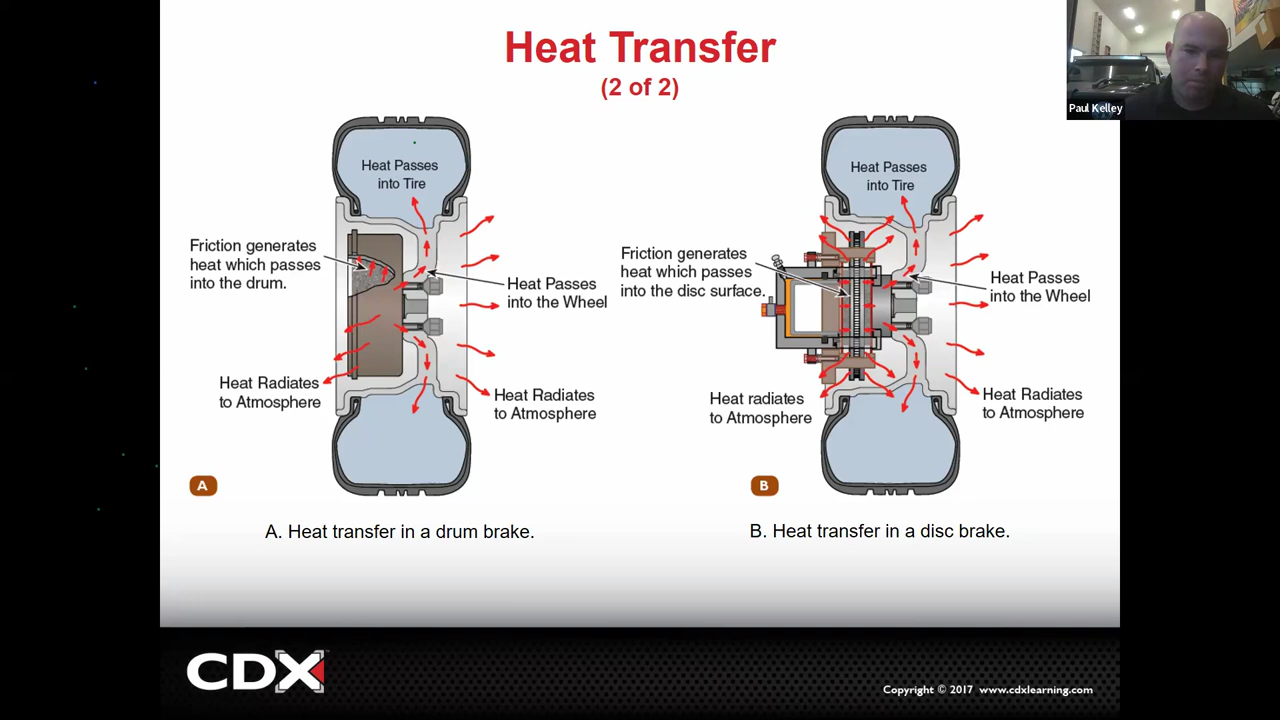 Heat Transfer
(2 of 2)
Paul Kelley
Heat Passes
into Tire
Friction generates
heat which passes
into the drum.
Heat Passes
into the Wheel
Heat Radiates
to Atmosphere
Heat Radiates
to Atmosphere
A
A. Heat transfer in a drum brake.
Heat Passes
into Tire
Friction generates
heat which passes
into the disc surface.
Heat Passes
into the Wheel
Heat radiates
to Atmosphere
Heat Radiates
to Atmosphere
B
B. Heat transfer in a disc brake.
CDX
Copyright © 2017 www.cdxlearning.com